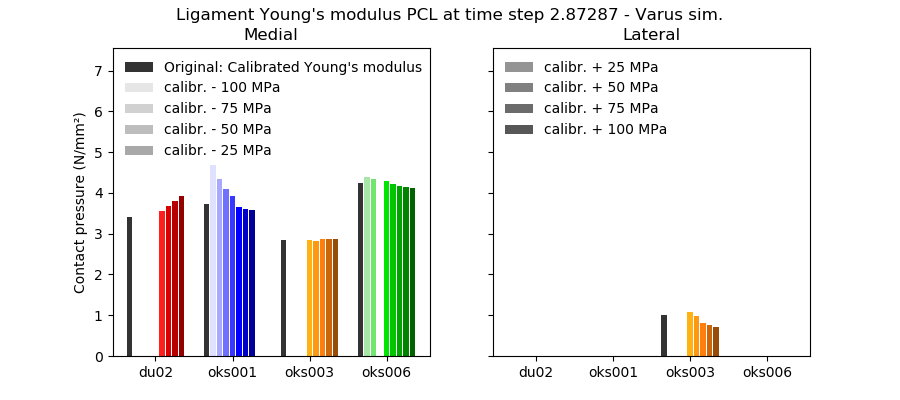 Ligament Young's modulus PCL at time step 2.87287 - Varus sim.
Medial
Lateral
Contact pressure (N/mm²)
7
6
5
4
3
2
1
0
Original: Calibrated Young's modulus
calibr. - 100 MPa
calibr. - 75 MPa
calibr. - 50 MPa
calibr. - 25 MPa
calibr. + 25 MPa
calibr. + 50 MPa
calibr. + 75 MPa
calibr. + 100 MPa
du02 oks001 oks003 oks006
du02 oks001 oks003 oks006